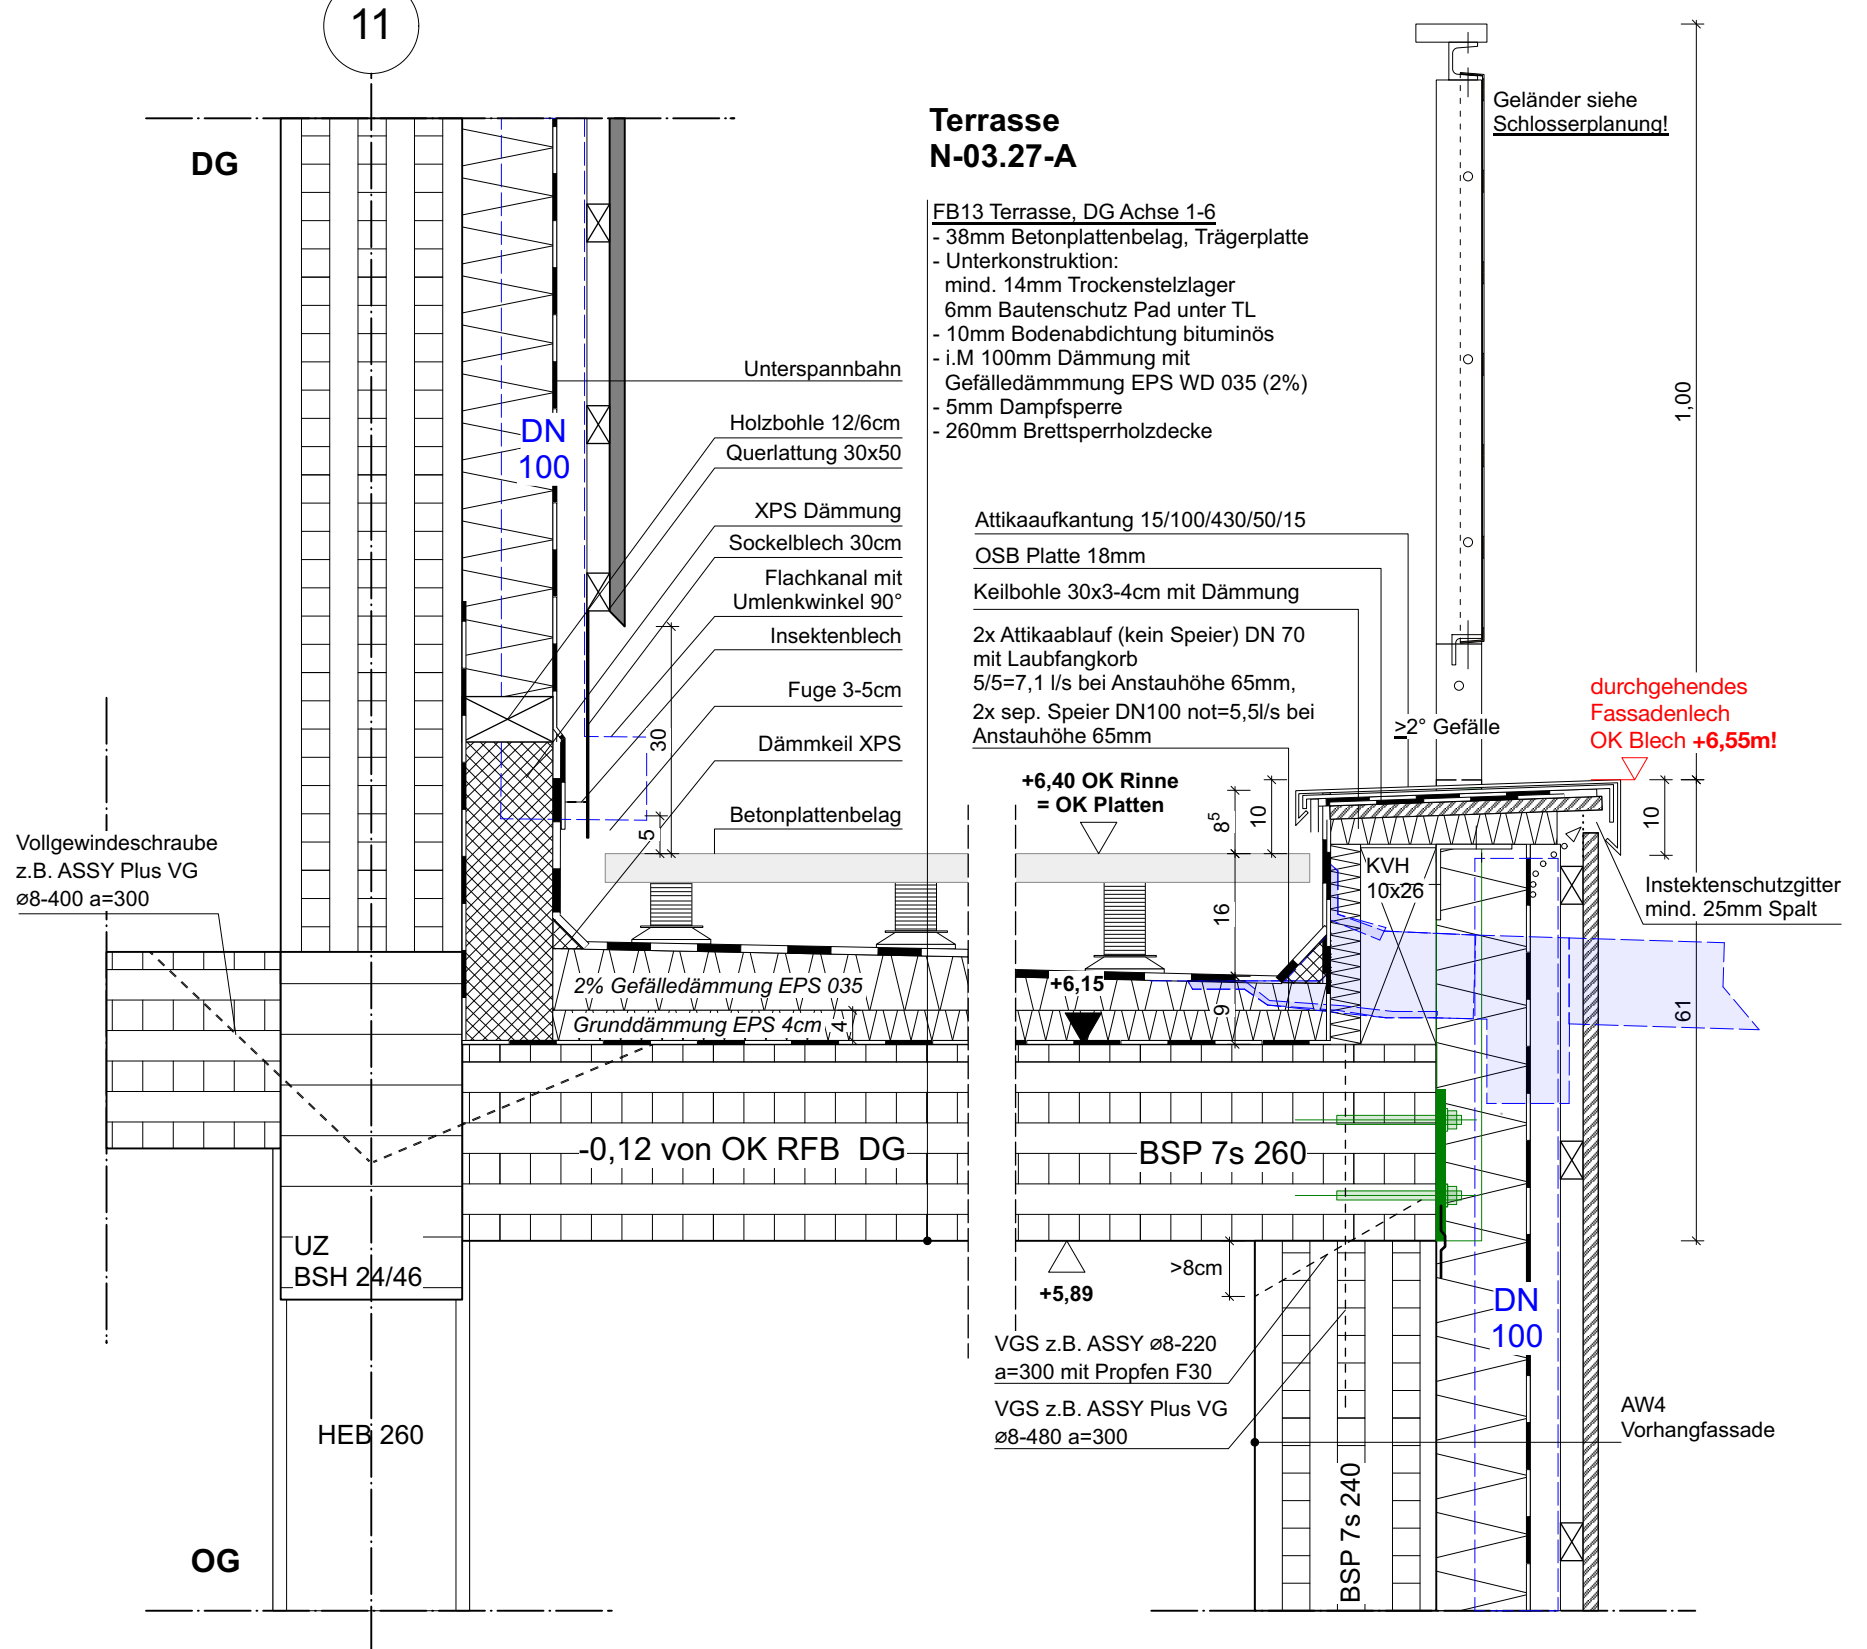 11
DG
Terrasse
N-03.27-A
FB13 Terrasse, DG Achse 1-6
- 38mm Betonplattenbelag, Trägerplatte
- Unterkonstruktion:
mind. 14mm Trockenstelzlager
6mm Bautenschutz Pad unter TL
- 10mm Bodenabdichtung bituminös
- i.M 100mm Dämmung mit
Gefälledämmmung EPS WD 035 (2%)
- 5mm Dampfsperre
- 260mm Brettsperrholzdecke
Geländer siehe
Schlosserplanung!
1,00
Unterspannbahn
Holzbohle 12/6cm
Querlattung 30x50
XPS Dämmung
Sockelblech 30cm
Flachkanal mit
Umlenkwinkel 90°
Insektenblech
Fuge 3-5cm
Dämmkeil XPS
Betonplattenbelag
DN
100
30
5
Attikaaufkantung 15/100/430/50/15
OSB Platte 18mm
Keilbohle 30x3-4cm mit Dämmung
2x Attikaablauf (kein Speier) DN 70
mit Laubfangkorb
5/5=7,1 l/s bei Anstauhöhe 65mm,
2x sep. Speier DN100 not=5,5l/s bei
Anstauhöhe 65mm
>2° Gefälle
durchgehendes
Fassadenlech
OK Blech +6,55m!
+6,40 OK Rinne
= OK Platten
8⁵
10
10
16
9
61
KVH
10x26
Instektenschutzgitter
mind. 25mm Spalt
Vollgewindeschraube
z.B. ASSY Plus VG
ø8-400 a=300
2% Gefälledämmung EPS 035
Grunddämmung EPS 4cm
4
+6,15
-0,12 von OK RFB DG
BSP 7s 260
UZ
BSH 24/46
>8cm
+5,89
DN
100
VGS z.B. ASSY ø8-220
a=300 mit Propfen F30
VGS z.B. ASSY Plus VG
ø8-480 a=300
AW4
Vorhangfassade
HEB 260
BSP 7s 240
OG